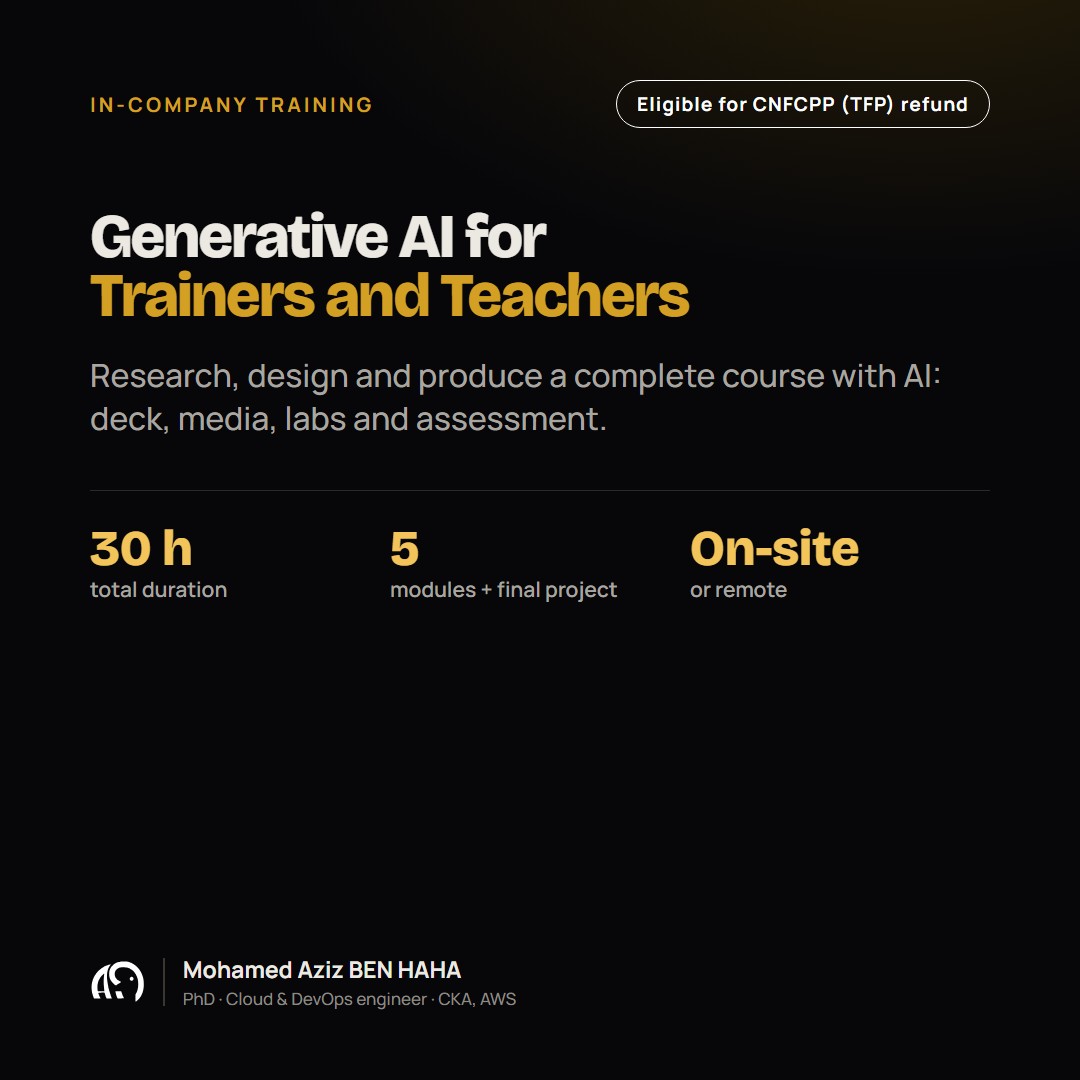 IN-COMPANY TRAINING
Eligible for CNFCPP (TFP) refund
Generative AI for
Trainers and Teachers
Research, design and produce a complete course with AI:
deck, media, labs and assessment.
30 h
total duration
5
modules + final project
On-site
or remote
Mohamed Aziz BEN HAHA
PhD · Cloud & DevOps engineer · CKA, AWS